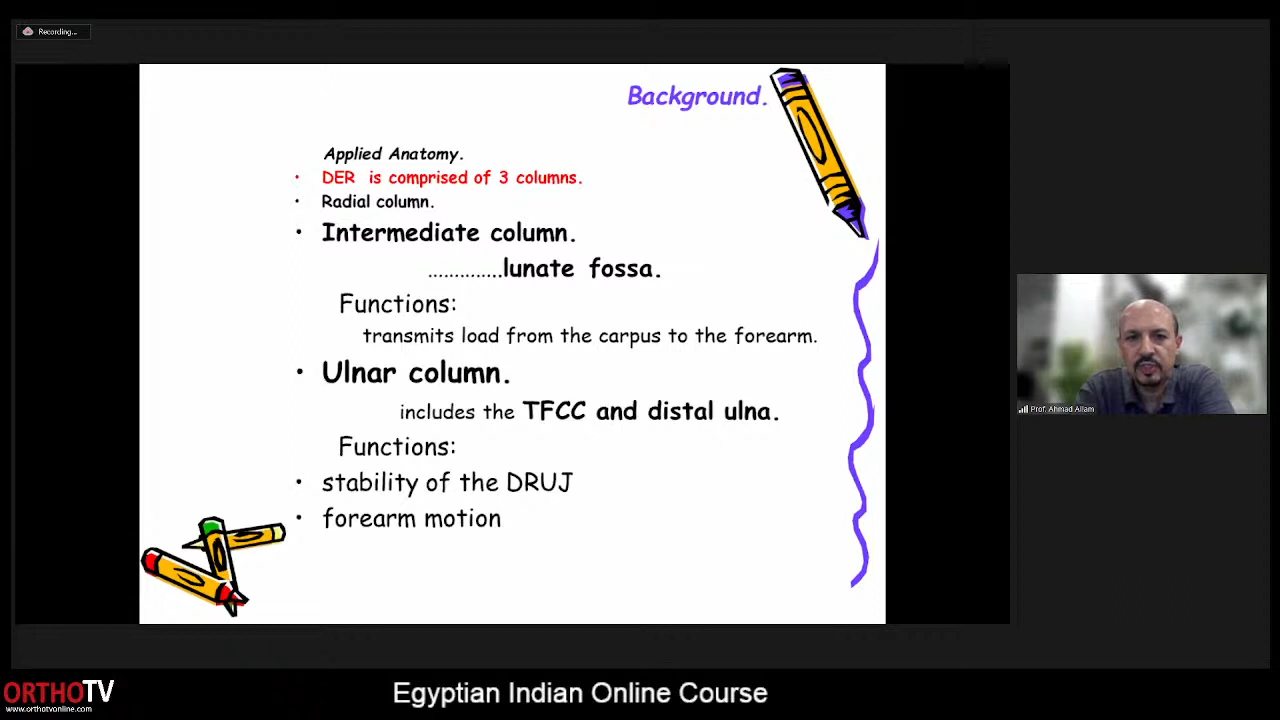 Recording...
Background.
Applied Anatomy.
• DER is comprised of 3 columns.
• Radial column.
• Intermediate column.
..............lunate fossa.
Functions:
transmits load from the carpus to the forearm.
• Ulnar column.
includes the TFCC and distal ulna.
Functions:
• stability of the DRUJ
• forearm motion
Prof. Ahmad Allam
ORTHOTV
www.orthotvonline.com
Egyptian Indian Online Course